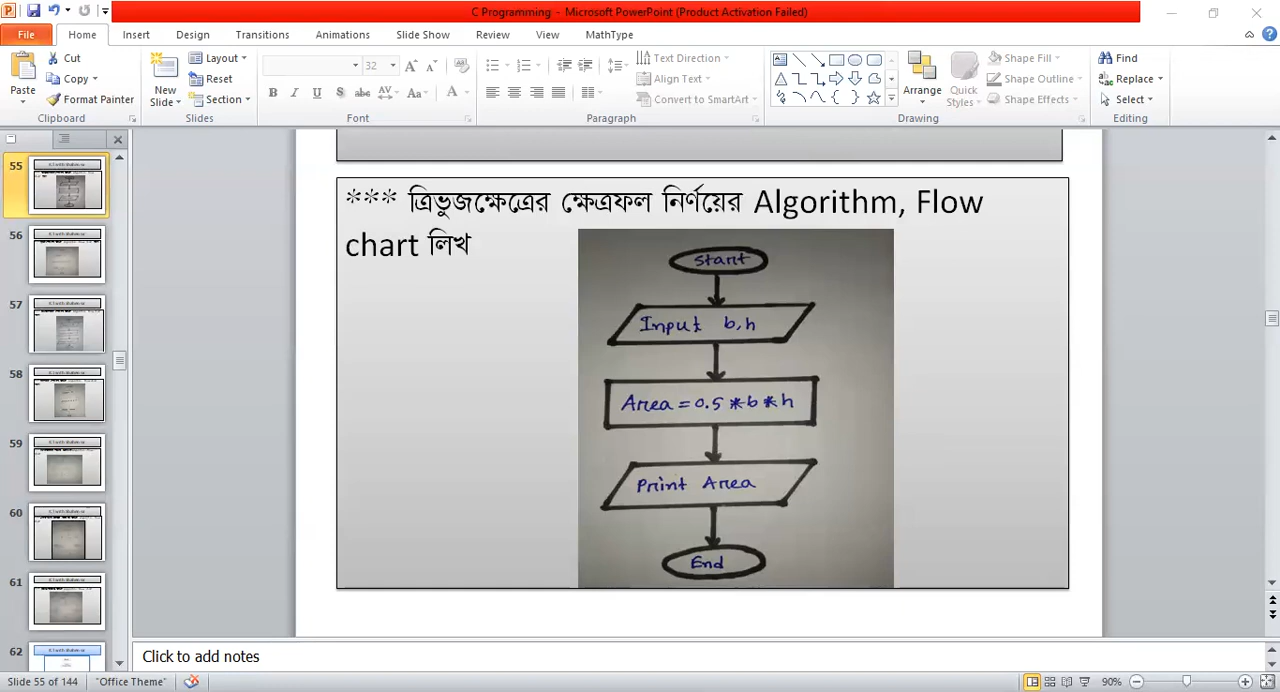 C Programming - Microsoft PowerPoint (Product Activation Failed)
File Home Insert Design Transitions Animations Slide Show Review View MathType
Paste
Cut
Copy
Format Painter
Clipboard
New
Slide
Layout
Reset
Section
Slides
32
Font
Text Direction
Align Text
Convert to SmartArt
Paragraph
Arrange
Quick
Styles
Shape Fill
Shape Outline
Shape Effects
Drawing
Find
Replace
Select
Editing
55
56
57
58
59
60
61
62
*** ত্রিভুজক্ষেত্রের ক্ষেত্রফল নির্ণয়ের Algorithm, Flow
chart লিখ
Start
Input b,h
Area = 0.5 * b * h
Print Area
End
Click to add notes
Slide 55 of 144 "Office Theme" 90%